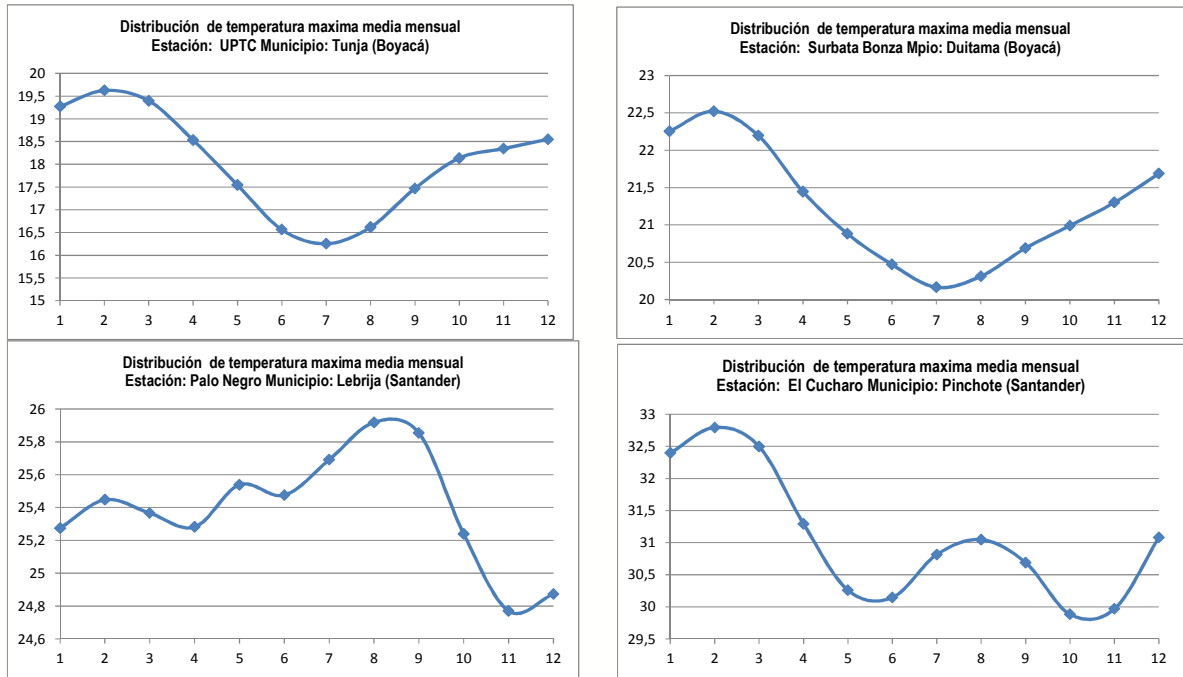 Distribución de temperatura maxima media mensual
Estación: UPTC Municipio: Tunja (Boyacá)
20
19,5
19
18,5
18
17,5
17
16,5
16
15,5
15
1 2 3 4 5 6 7 8 9 10 11 12
Distribución de temperatura maxima media mensual
Estación: Surbata Bonza Mpio: Duitama (Boyacá)
23
22,5
22
21,5
21
20,5
20
1 2 3 4 5 6 7 8 9 10 11 12
Distribución de temperatura maxima media mensual
Estación: Palo Negro Municipio: Lebrija (Santander)
26
25,8
25,6
25,4
25,2
25
24,8
24,6
1 2 3 4 5 6 7 8 9 10 11 12
Distribución de temperatura maxima media mensual
Estación: El Cucharo Municipio: Pinchote (Santander)
33
32,5
32
31,5
31
30,5
30
29,5
1 2 3 4 5 6 7 8 9 10 11 12